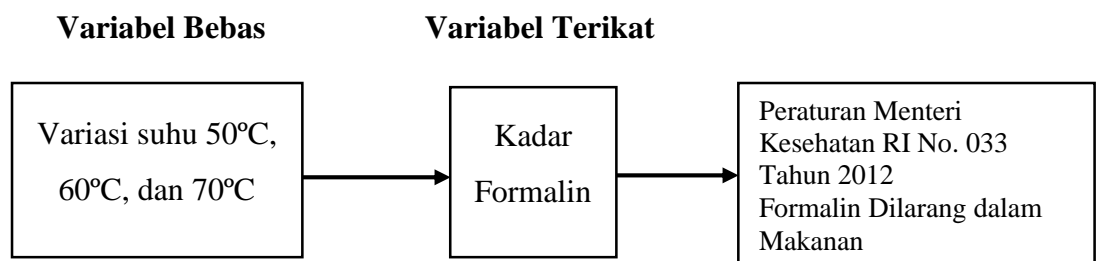 Variabel Bebas
Variabel Terikat
Variasi suhu 50ºC,
60ºC, dan 70ºC
Kadar
Formalin
Peraturan Menteri
Kesehatan RI No. 033
Tahun 2012
Formalin Dilarang dalam
Makanan